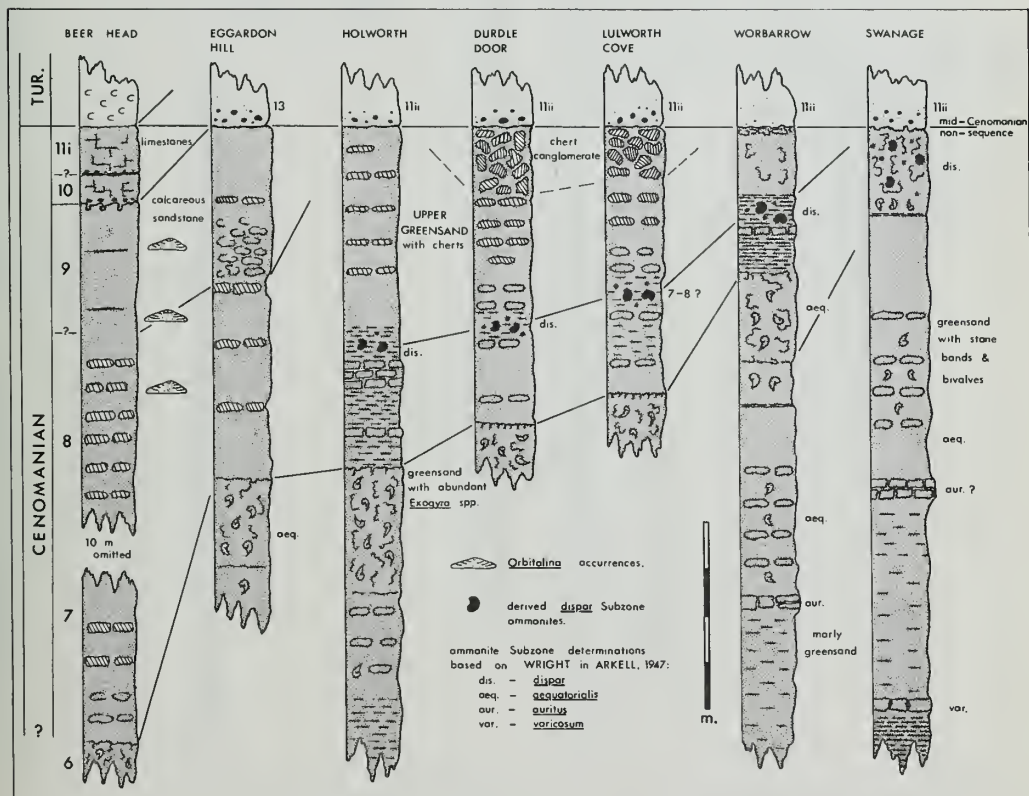 BEER HEAD
EGGARDON HILL
HOLWORTH
DURDLE DOOR
LULWORTH COVE
WORBARROW
SWANAGE
TUR.
CENOMANIAN
13
11ii
11ii
11ii
11ii
11ii
mid-Cenomanian
non-sequence
11i
-?-
10
9
-?-
8
7
?
6
limestones
calcareous
sandstone
10 m
omitted
aeq.
UPPER
GREENSAND
with cherts
dis.
greensand
with abundant
Exogyra spp.
chert
conglomerate
dis.
7-8 ?
dis.
aeq.
aeq.
aur.
marly
greensand
dis.
greensand
with stone
bands &
bivalves
aeq.
aur. ?
var.
Orbitolina occurrences.
derived dispar Subzone
ammonites.
ammonite Subzone determinations
based on WRIGHT in ARKELL, 1947:
dis. - dispar
aeq. - aequatorialis
aur. - auritus
var. - varicosum
m.